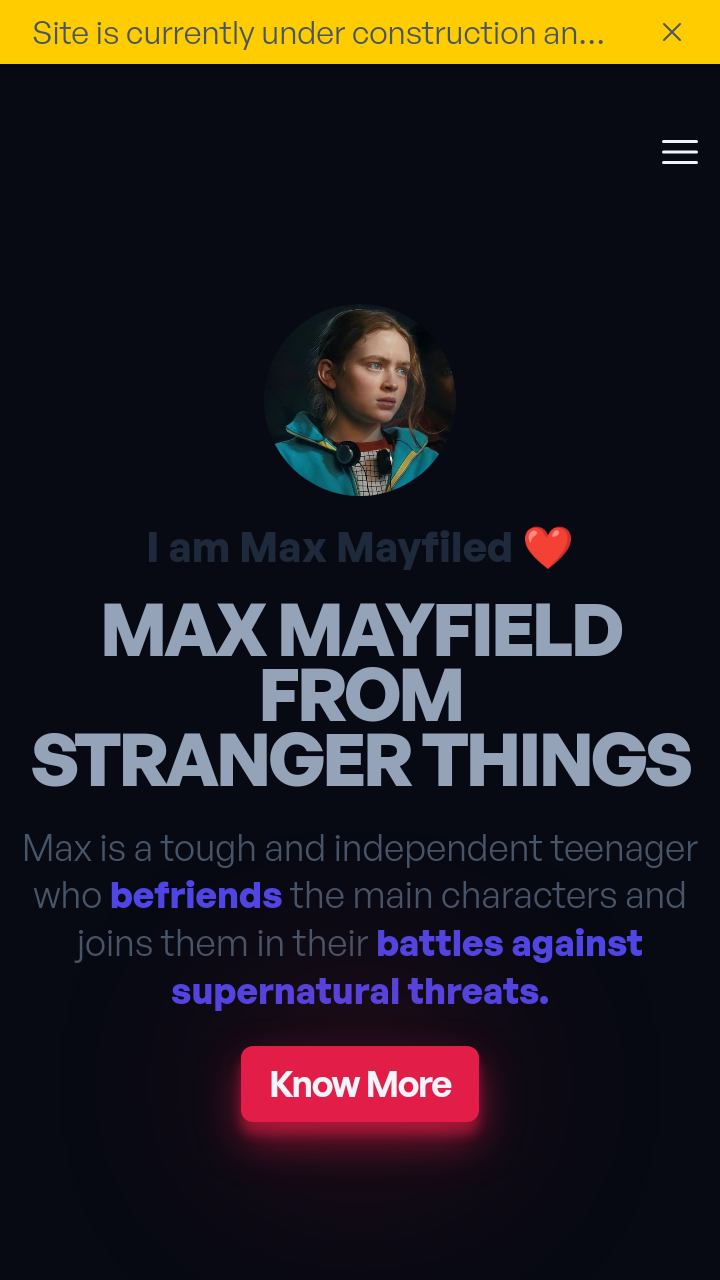 Site is currently under construction an...
I am Max Mayfiled ❤️
MAX MAYFIELD
FROM
STRANGER THINGS
Max is a tough and independent teenager
who befriends the main characters and
joins them in their battles against
supernatural threats.
Know More